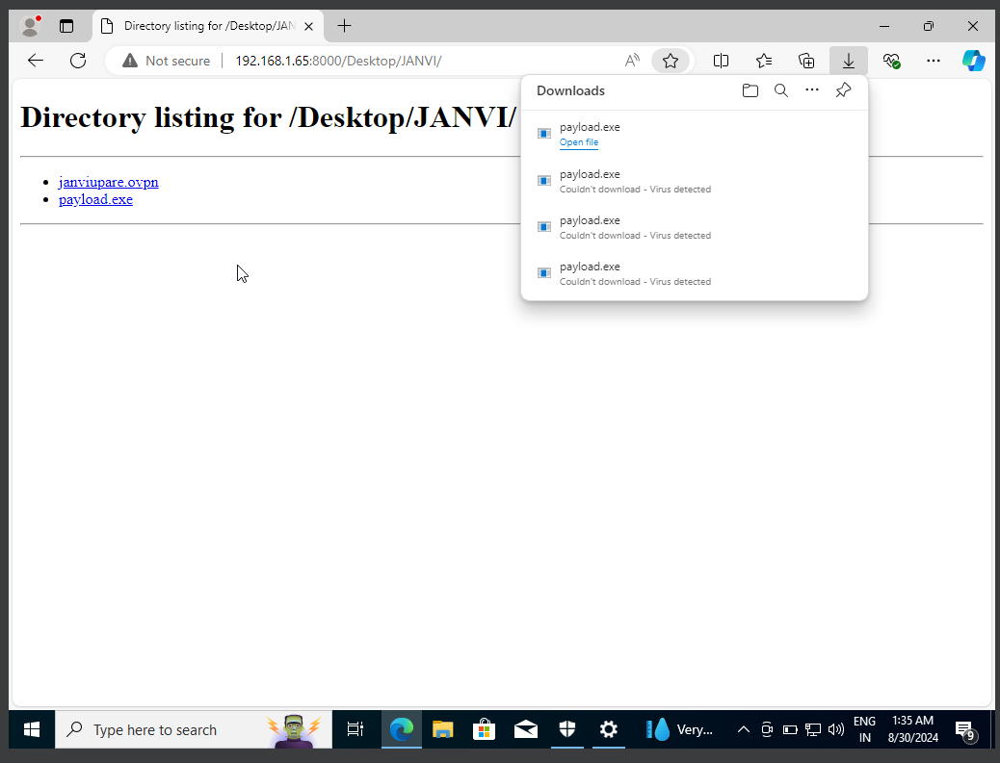 Directory listing for /Desktop/JAN
Not secure
192.168.1.65:8000/Desktop/JANVI/
Directory listing for /Desktop/JANVI/
janviupare.ovpn
payload.exe
Downloads
payload.exe
Open file
payload.exe
Couldn't download - Virus detected
payload.exe
Couldn't download - Virus detected
payload.exe
Couldn't download - Virus detected
Type here to search
Very...
ENG
IN
1:35 AM
8/30/2024
9